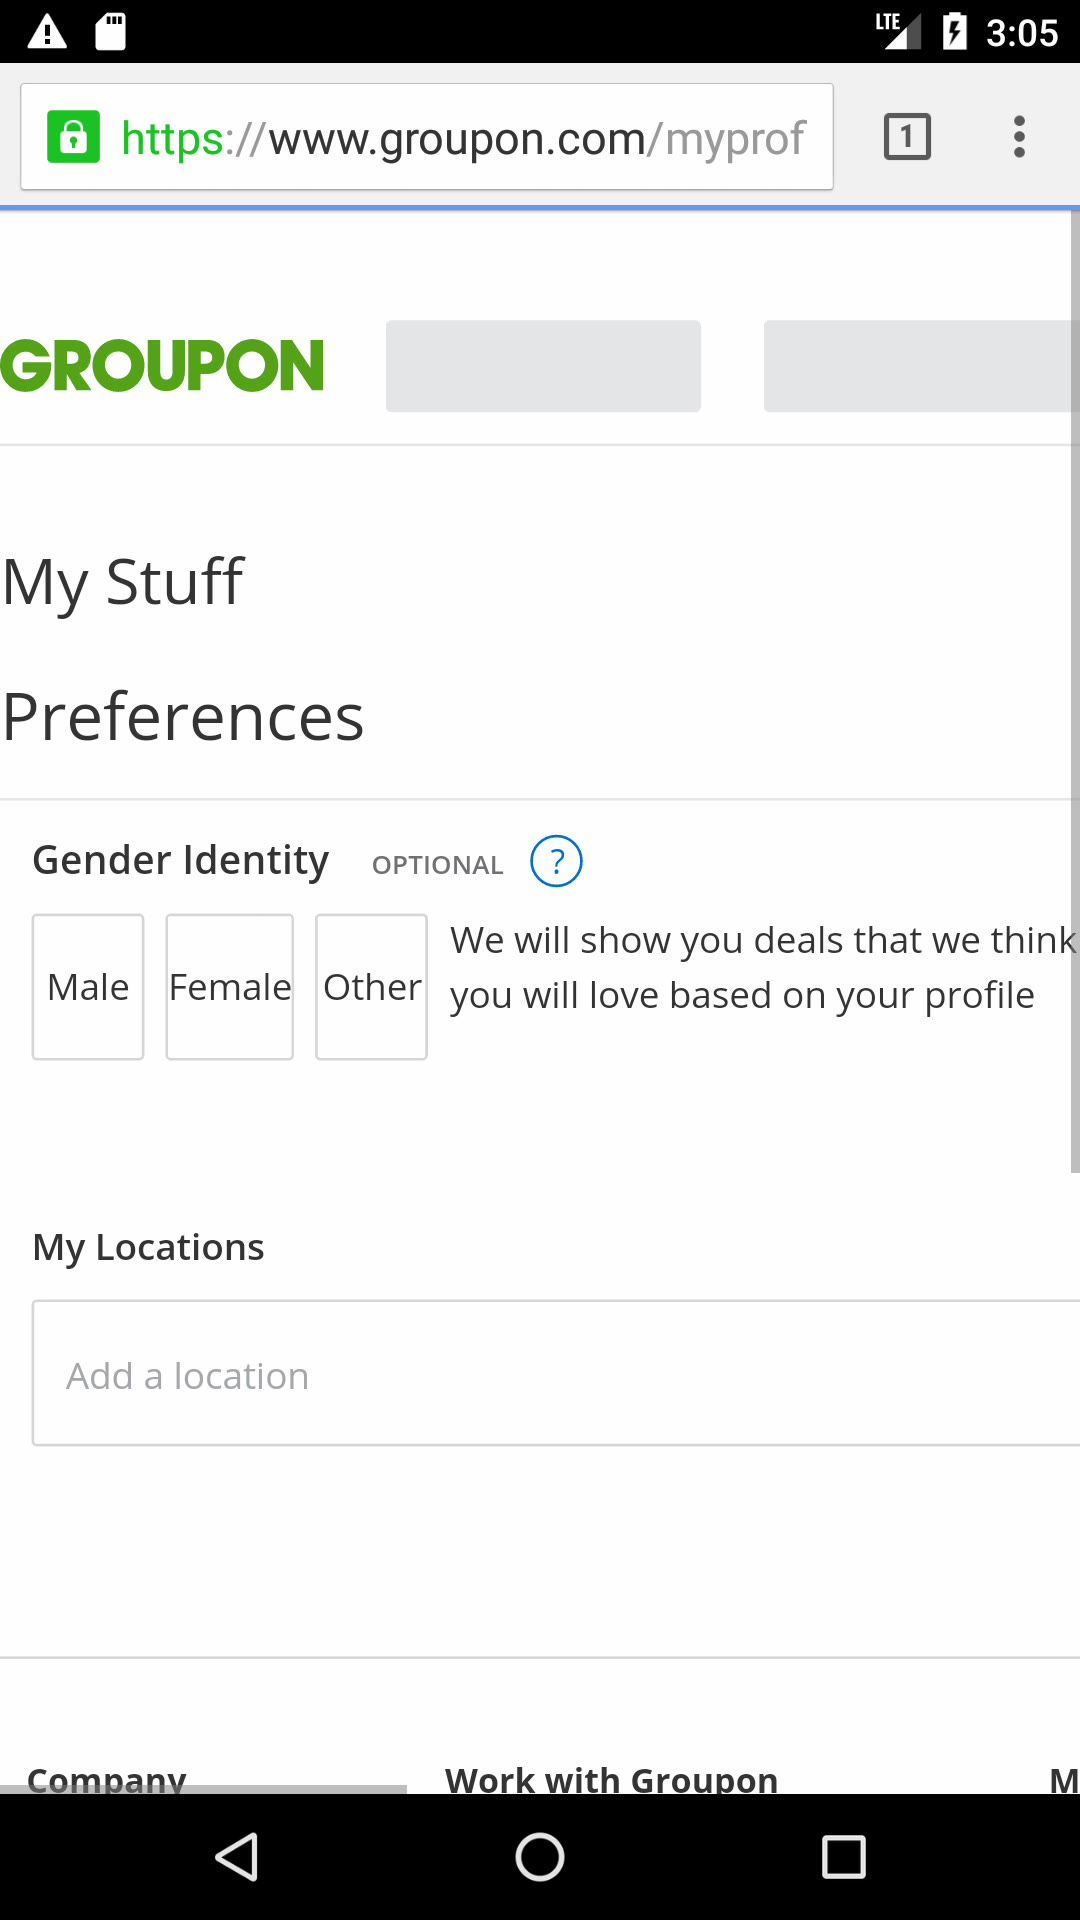 LTE 3:05
https://www.groupon.com/myprof
1
GROUPON
My Stuff
Preferences
Gender Identity OPTIONAL ?
Male Female Other
We will show you deals that we think
you will love based on your profile
My Locations
Add a location
Company Work with Groupon M